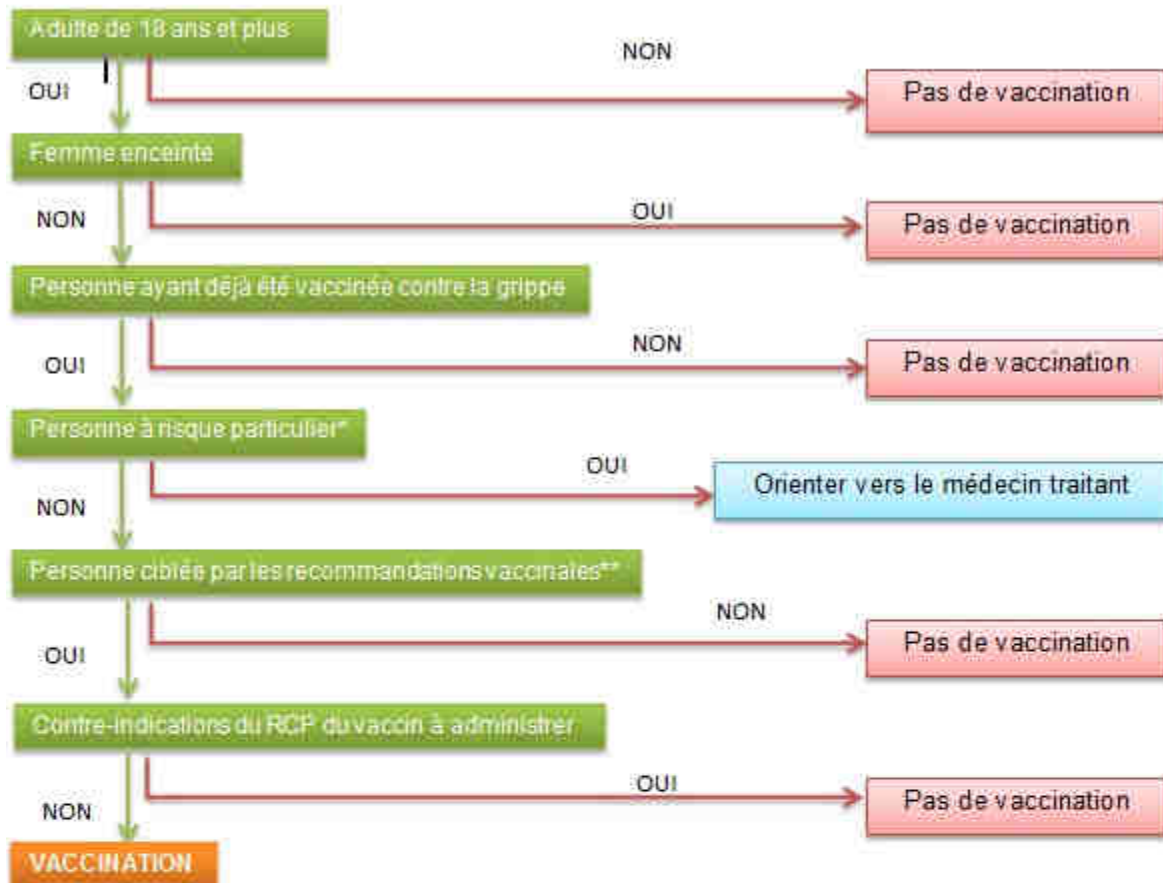 Adulte de 18 ans et plus
NON
OUI
Pas de vaccination
Femme enceinte
NON
OUI
Pas de vaccination
Personne ayant déjà été vaccinée contre la grippe
NON
OUI
Pas de vaccination
Personne à risque particulier*
OUI
NON
Orienter vers le médecin traitant
Personne ciblée par les recommandations vaccinales**
NON
OUI
Pas de vaccination
Contre-indications du RCP du vaccin à administrer
OUI
NON
Pas de vaccination
VACCINATION